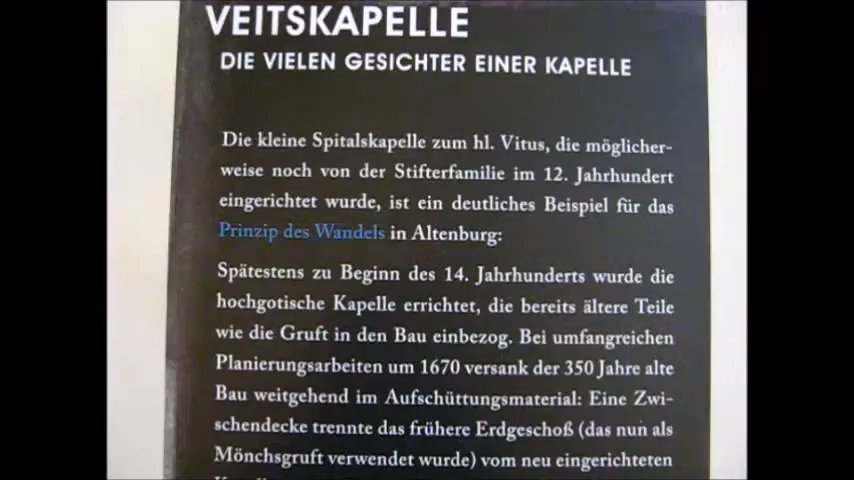 VEITSKAPELLE
DIE VIELEN GESICHTER EINER KAPELLE
Die kleine Spitalskapelle zum hl. Vitus, die möglicher-
weise noch von der Stifterfamilie im 12. Jahrhundert
eingerichtet wurde, ist ein deutliches Beispiel für das
Prinzip des Wandels in Altenburg:
Spätestens zu Beginn des 14. Jahrhunderts wurde die
hochgotische Kapelle errichtet, die bereits ältere Teile
wie die Gruft in den Bau einbezog. Bei umfangreichen
Planierungsarbeiten um 1670 versank der 350 Jahre alte
Bau weitgehend im Aufschüttungsmaterial: Eine Zwi-
schendecke trennte das frühere Erdgeschoß (das nun als
Mönchsgruft verwendet wurde) vom neu eingerichteten